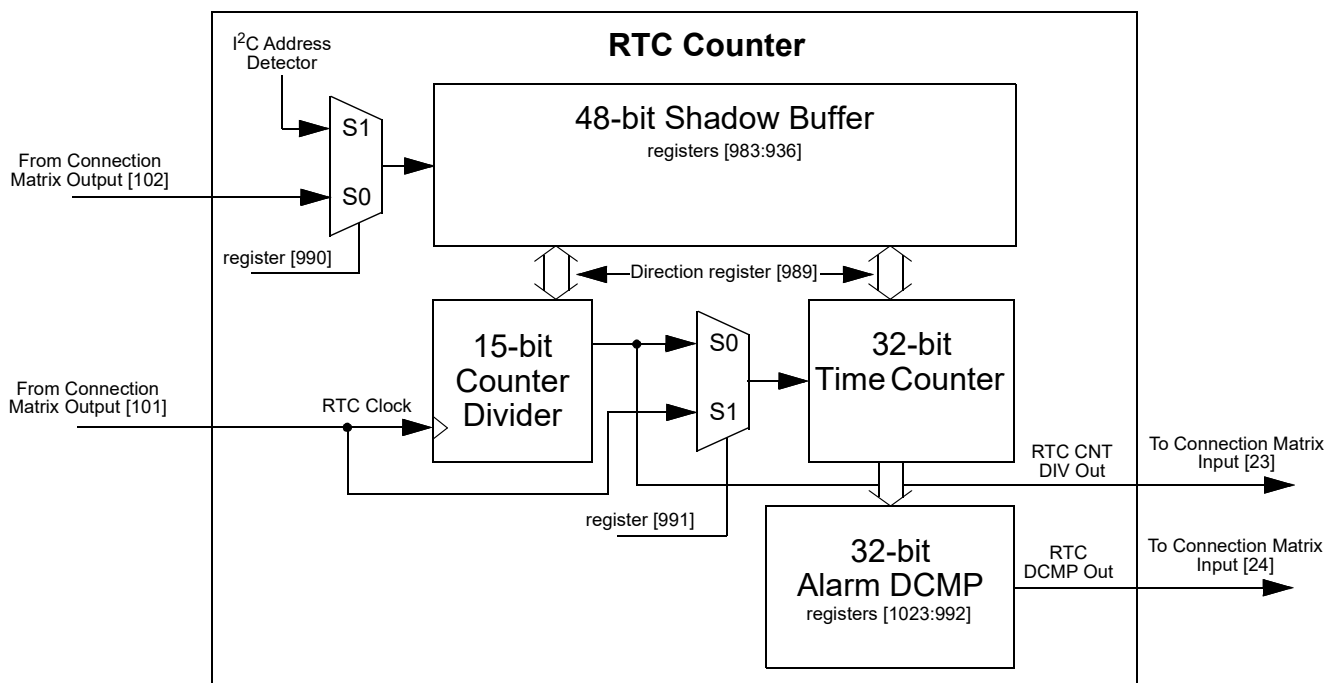 RTC Counter
I²C Address
Detector
48-bit Shadow Buffer
registers [983:936]
S1
S0
From Connection
Matrix Output [102]
register [990]
Direction register [989]
15-bit
Counter
Divider
S0
S1
32-bit
Time Counter
From Connection
Matrix Output [101]
RTC Clock
RTC CNT
DIV Out
To Connection Matrix
Input [23]
register [991]
32-bit
Alarm DCMP
registers [1023:992]
RTC
DCMP Out
To Connection Matrix
Input [24]